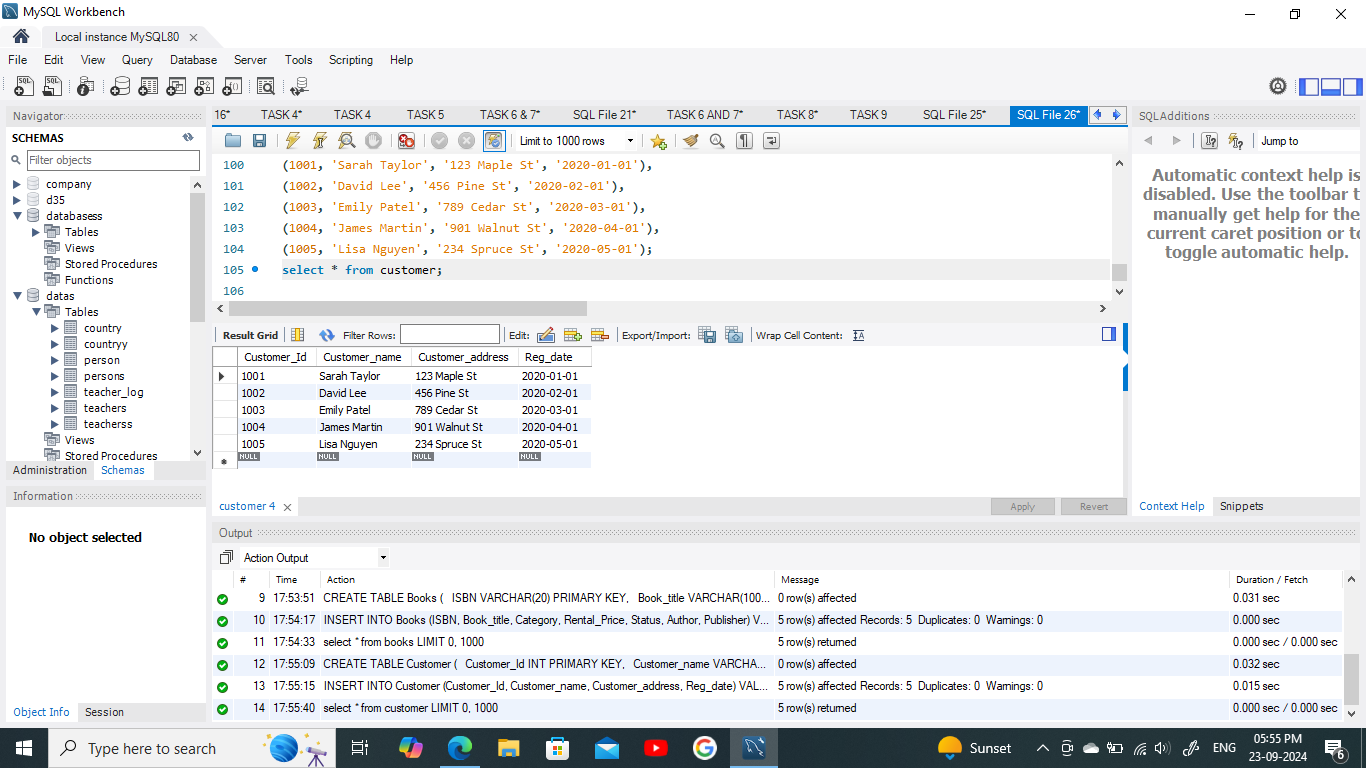 MySQL Workbench
Local instance MySQL80
File Edit View Query Database Server Tools Scripting Help
Navigator
SCHEMAS
Filter objects
company
d35
databasess
Tables
Views
Stored Procedures
Functions
datas
Tables
country
countryy
person
persons
teacher_log
teachers
teacherss
Views
Stored Procedures
Administration Schemas
Information
No object selected
Object Info Session
16* TASK 4* TASK 4 TASK 5 TASK 6 & 7* SQL File 21* TASK 6 AND 7* TASK 8* TASK 9 SQL File 25* SQL File 26*
Limit to 1000 rows
100 (1001, 'Sarah Taylor', '123 Maple St', '2020-01-01'),
101 (1002, 'David Lee', '456 Pine St', '2020-02-01'),
102 (1003, 'Emily Patel', '789 Cedar St', '2020-03-01'),
103 (1004, 'James Martin', '901 Walnut St', '2020-04-01'),
104 (1005, 'Lisa Nguyen', '234 Spruce St', '2020-05-01');
105 select * from customer;
106
Result Grid Filter Rows: Edit: Export/Import: Wrap Cell Content:
Customer_Id Customer_name Customer_address Reg_date
1001 Sarah Taylor 123 Maple St 2020-01-01
1002 David Lee 456 Pine St 2020-02-01
1003 Emily Patel 789 Cedar St 2020-03-01
1004 James Martin 901 Walnut St 2020-04-01
1005 Lisa Nguyen 234 Spruce St 2020-05-01
NULL NULL NULL NULL
customer 4
Apply Revert
SQLAdditions
Jump to
Automatic context help is
disabled. Use the toolbar t
manually get help for the
current caret position or to
toggle automatic help.
Context Help Snippets
Output
Action Output
# Time Action Message Duration / Fetch
9 17:53:51 CREATE TABLE Books ( ISBN VARCHAR(20) PRIMARY KEY, Book_title VARCHAR(100... 0 row(s) affected 0.031 sec
10 17:54:17 INSERT INTO Books (ISBN, Book_title, Category, Rental_Price, Status, Author, Publisher) V... 5 row(s) affected Records: 5 Duplicates: 0 Warnings: 0 0.000 sec
11 17:54:33 select * from books LIMIT 0, 1000 5 row(s) returned 0.000 sec / 0.000 sec
12 17:55:09 CREATE TABLE Customer ( Customer_Id INT PRIMARY KEY, Customer_name VARCHA... 0 row(s) affected 0.032 sec
13 17:55:15 INSERT INTO Customer (Customer_Id, Customer_name, Customer_address, Reg_date) VAL... 5 row(s) affected Records: 5 Duplicates: 0 Warnings: 0 0.015 sec
14 17:55:40 select * from customer LIMIT 0, 1000 5 row(s) returned 0.000 sec / 0.000 sec
Type here to search
Sunset
ENG
05:55 PM
23-09-2024
6